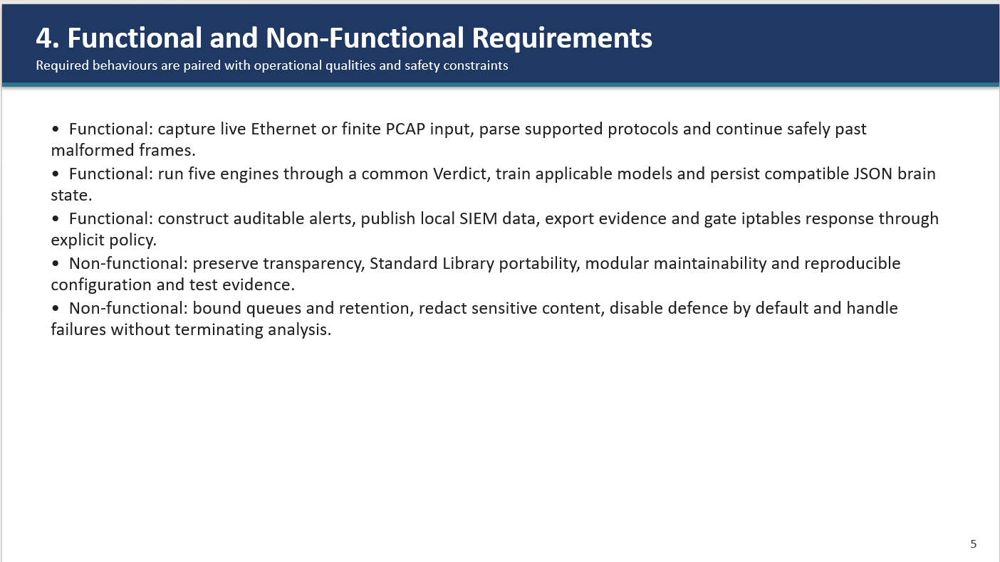 4. Functional and Non-Functional Requirements
Required behaviours are paired with operational qualities and safety constraints
• Functional: capture live Ethernet or finite PCAP input, parse supported protocols and continue safely past
malformed frames.
• Functional: run five engines through a common Verdict, train applicable models and persist compatible JSON brain
state.
• Functional: construct auditable alerts, publish local SIEM data, export evidence and gate iptables response through
explicit policy.
• Non-functional: preserve transparency, Standard Library portability, modular maintainability and reproducible
configuration and test evidence.
• Non-functional: bound queues and retention, redact sensitive content, disable defence by default and handle
failures without terminating analysis.
5